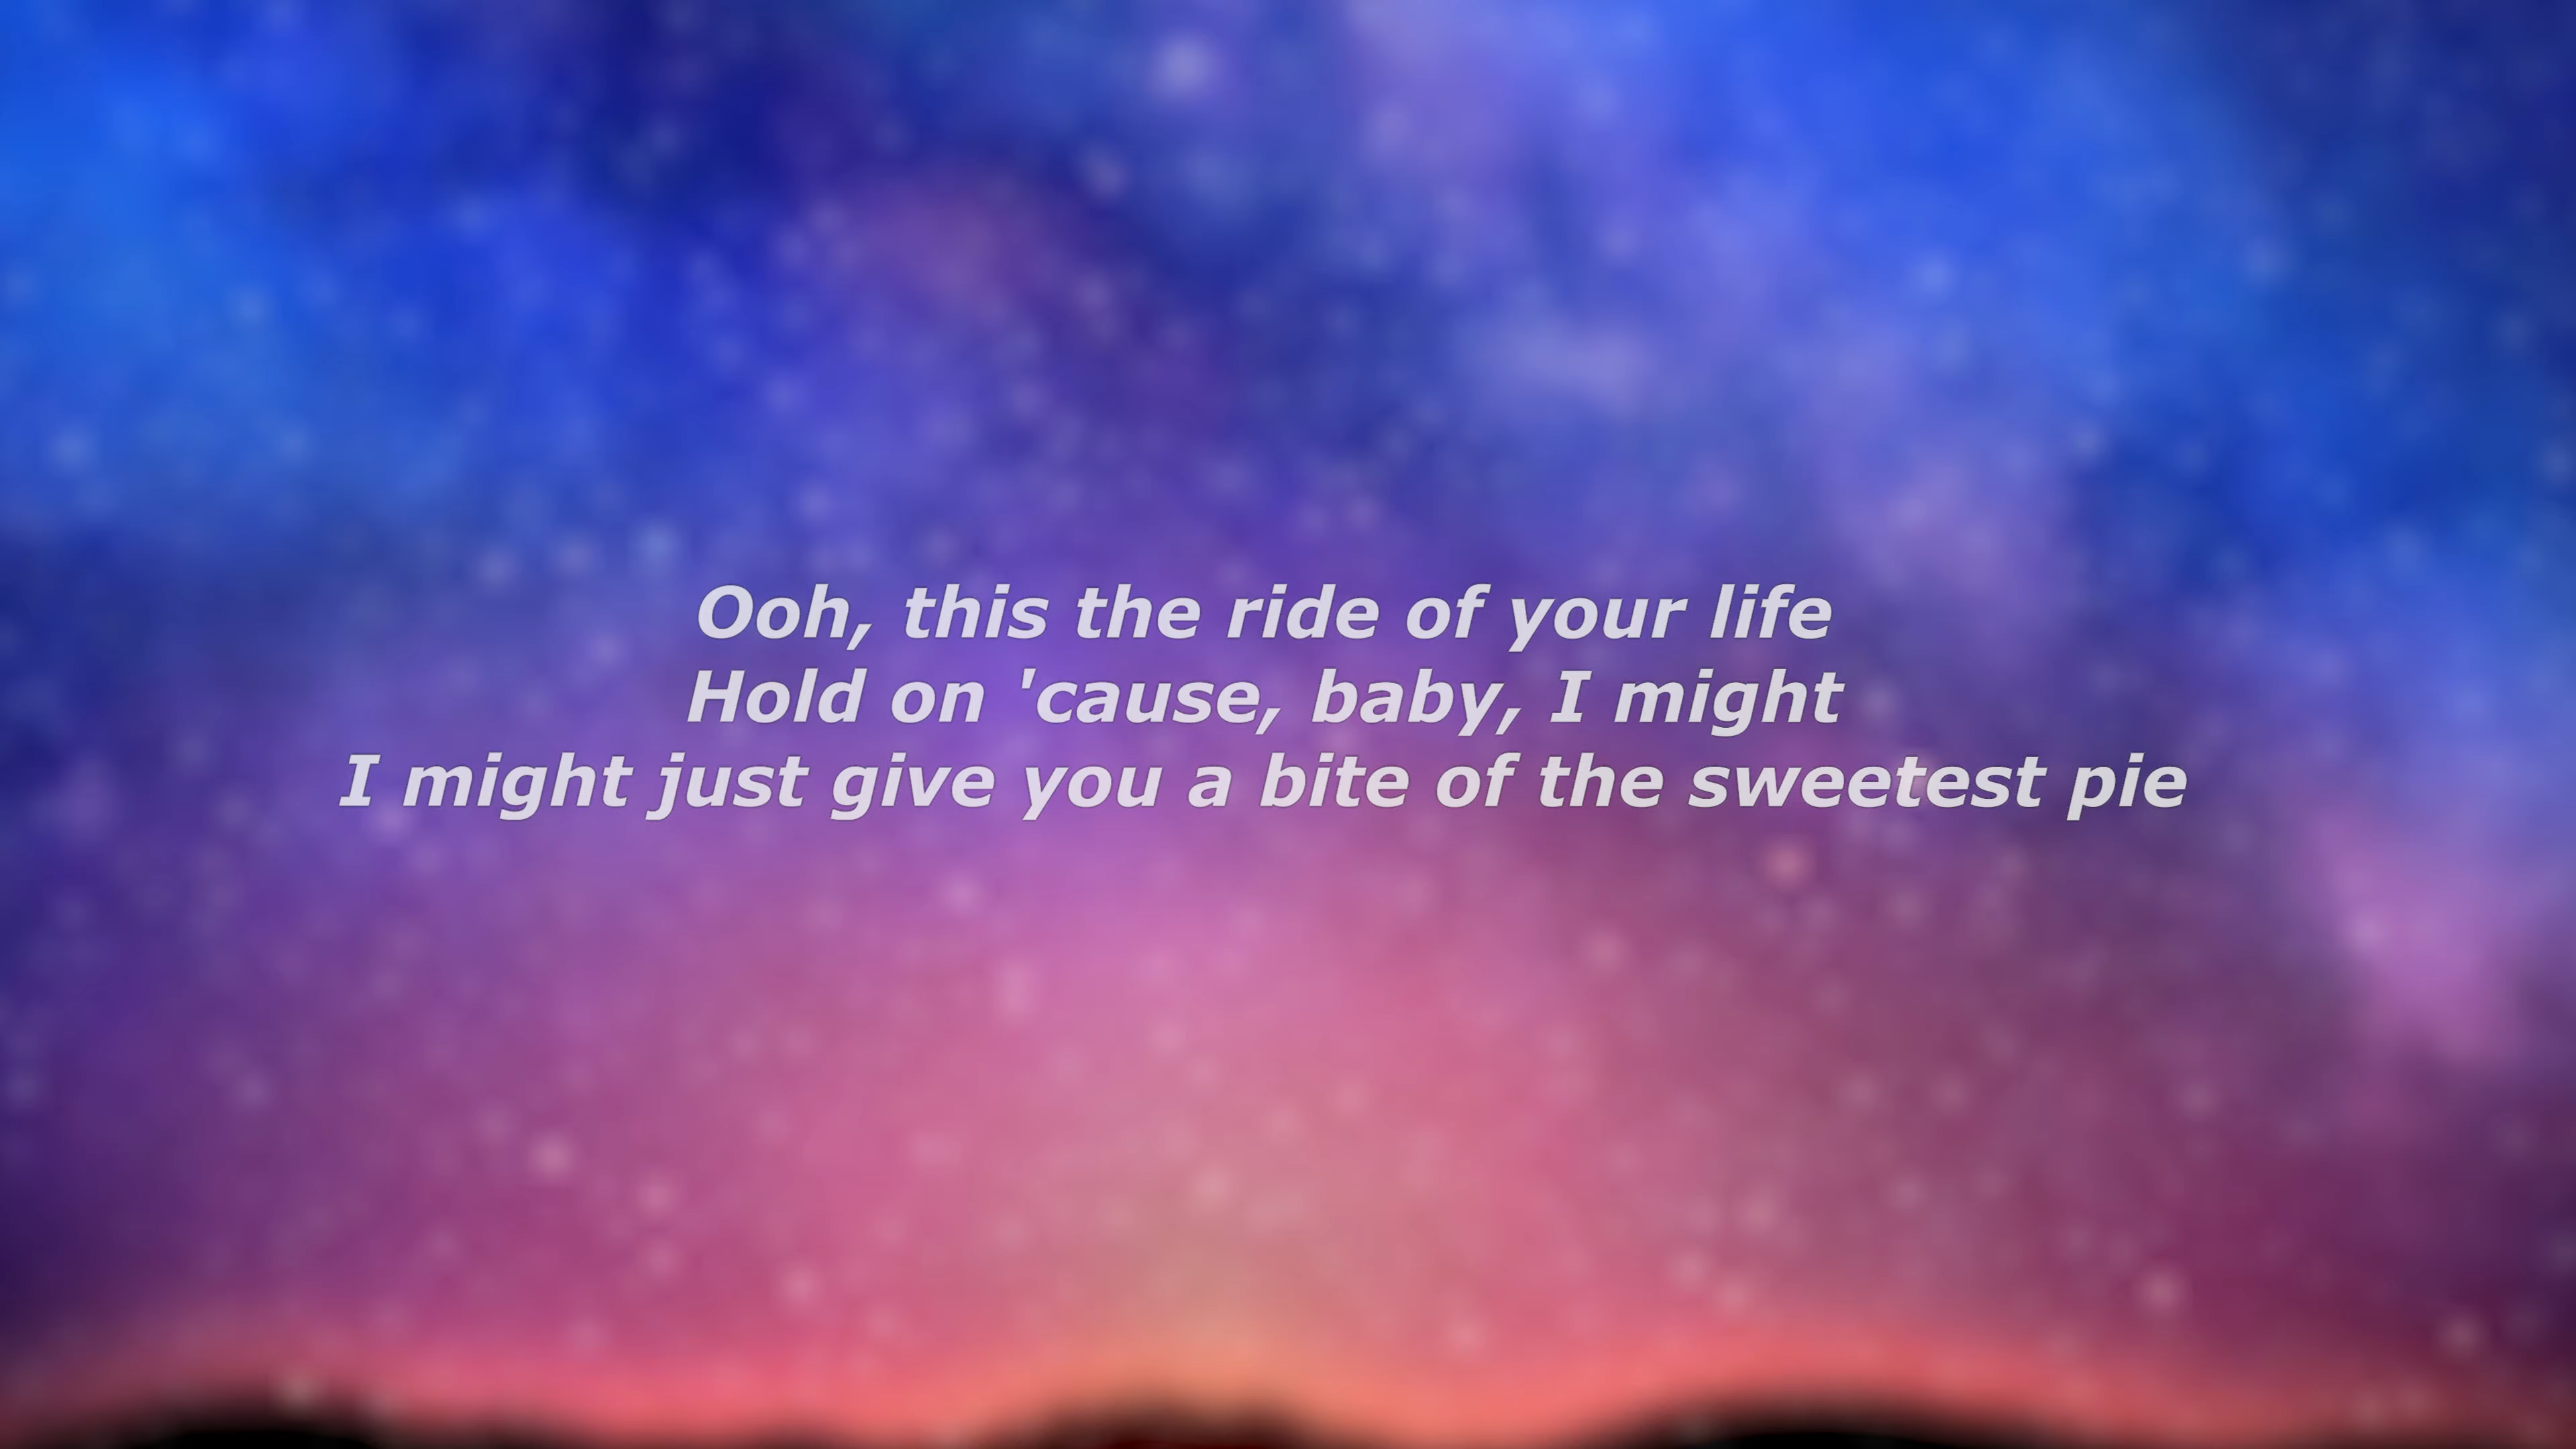 Ooh, this the ride of your life
Hold on 'cause, baby, I might
I might just give you a bite of the sweetest pie